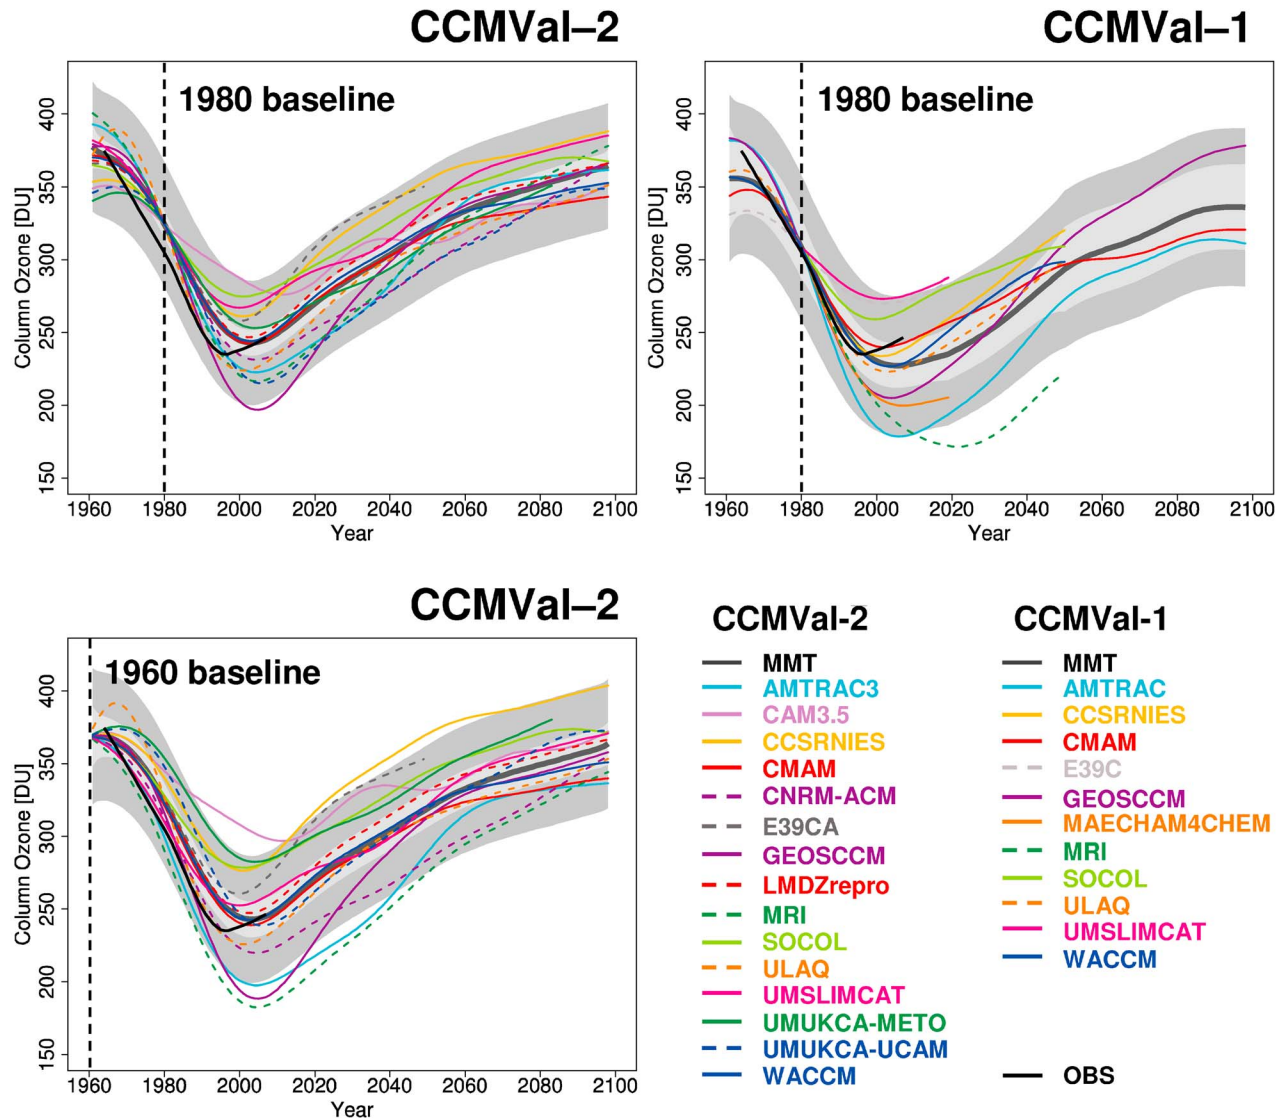 CCMVal–2
1980 baseline
Column Ozone [DU]
400
350
300
250
200
150
1960 1980 2000 2020 2040 2060 2080 2100
Year
CCMVal–1
1980 baseline
Column Ozone [DU]
400
350
300
250
200
150
1960 1980 2000 2020 2040 2060 2080 2100
Year
CCMVal–2
1960 baseline
Column Ozone [DU]
400
350
300
250
200
150
1960 1980 2000 2020 2040 2060 2080 2100
Year
CCMVal-2
MMT
AMTRAC3
CAM3.5
CCSRNIES
CMAM
CNRM-ACM
E39CA
GEOSCCM
LMDZrepro
MRI
SOCOL
ULAQ
UMSLIMCAT
UMUKCA-METO
UMUKCA-UCAM
WACCM
CCMVal-1
MMT
AMTRAC
CCSRNIES
CMAM
E39C
GEOSCCM
MAECHAM4CHEM
MRI
SOCOL
ULAQ
UMSLIMCAT
WACCM
OBS